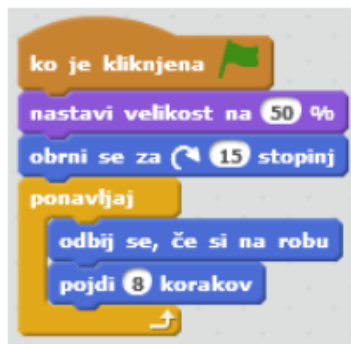 ko je kliknjena
nastavi velikost na 50 %
obrni se za 15 stopinj
ponavljaj
odbij se, če si na robu
pojdi 8 korakov